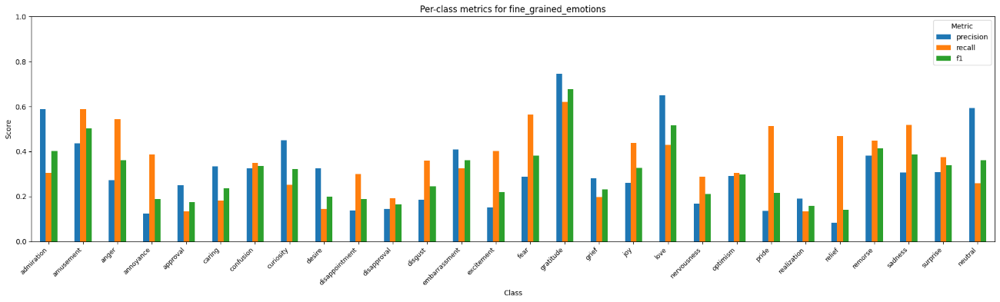 Per-class metrics for fine_grained_emotions
1.0
0.8
0.6
0.4
0.2
0.0
Score
Metric
precision
recall
f1
admiration
amusement
anger
annoyance
approval
caring
confusion
curiosity
desire
disappointment
disapproval
disgust
embarrassment
excitement
fear
gratitude
grief
joy
love
nervousness
optimism
pride
realization
relief
remorse
sadness
surprise
neutral
Class